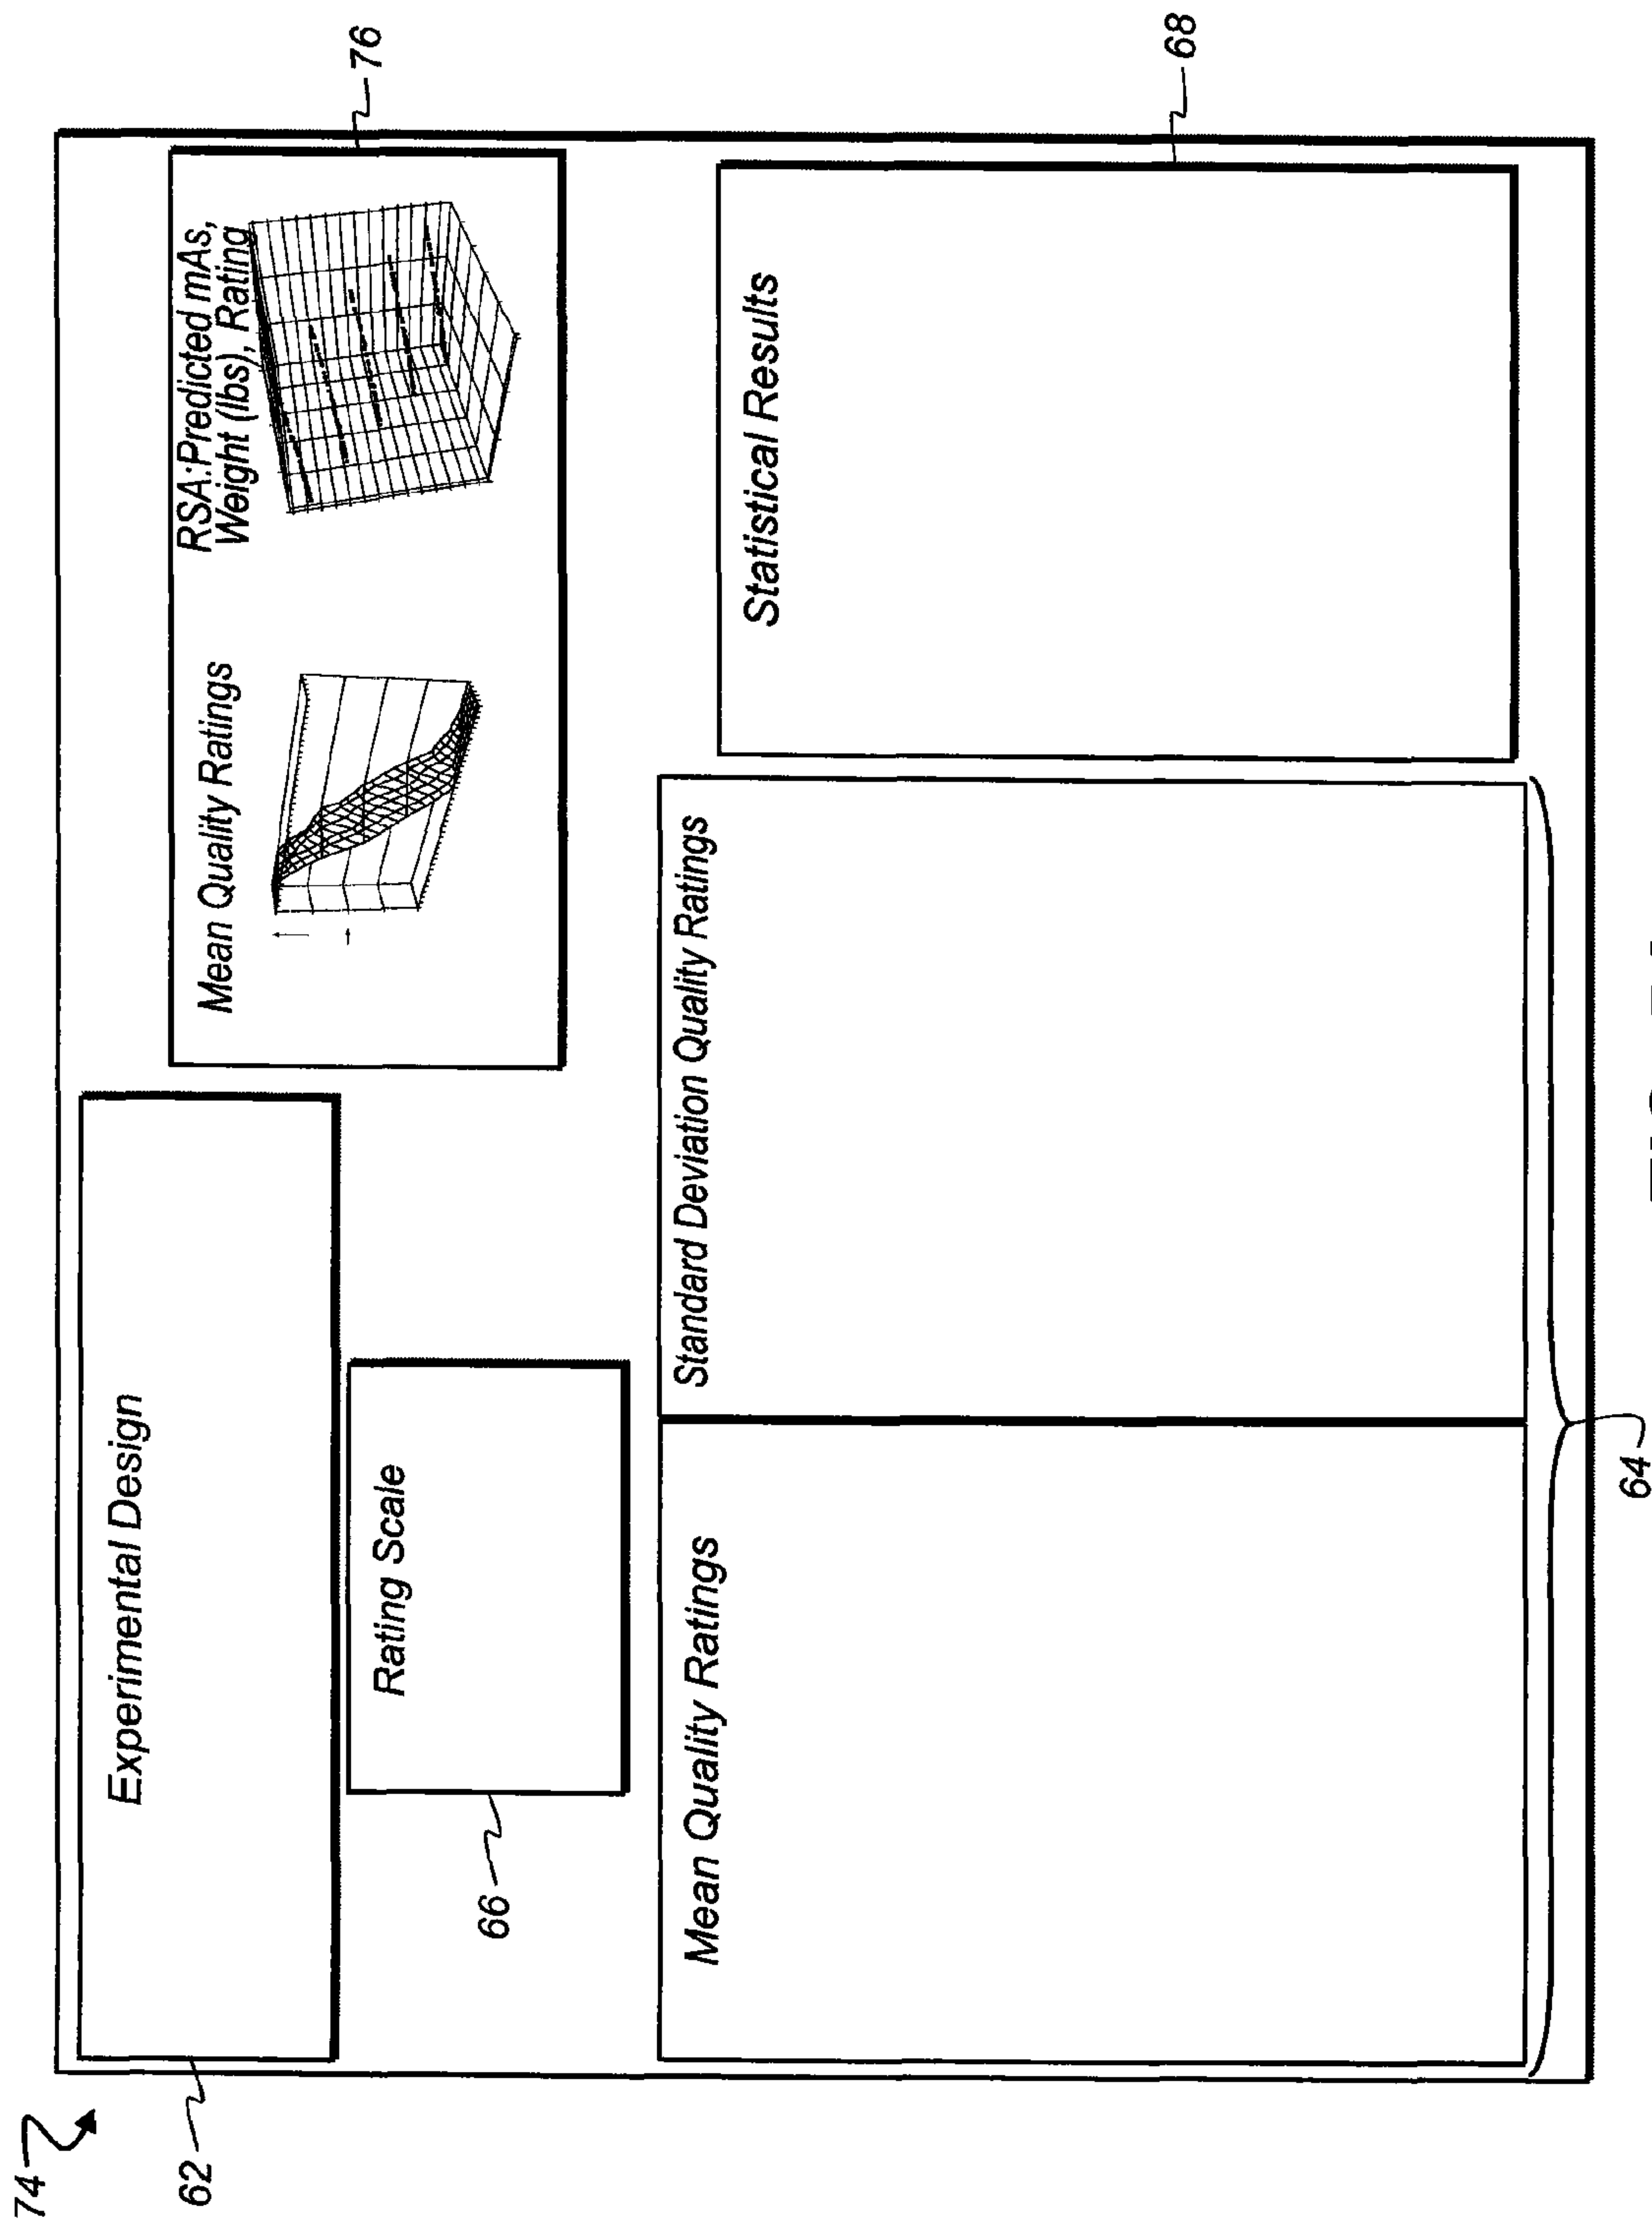 74
62
Experimental Design
66
Rating Scale
Mean Quality Ratings
RSA:Predicted mAs,
Weight (lbs), Rating
76
Mean Quality Ratings
Standard Deviation Quality Ratings
64
Statistical Results
68